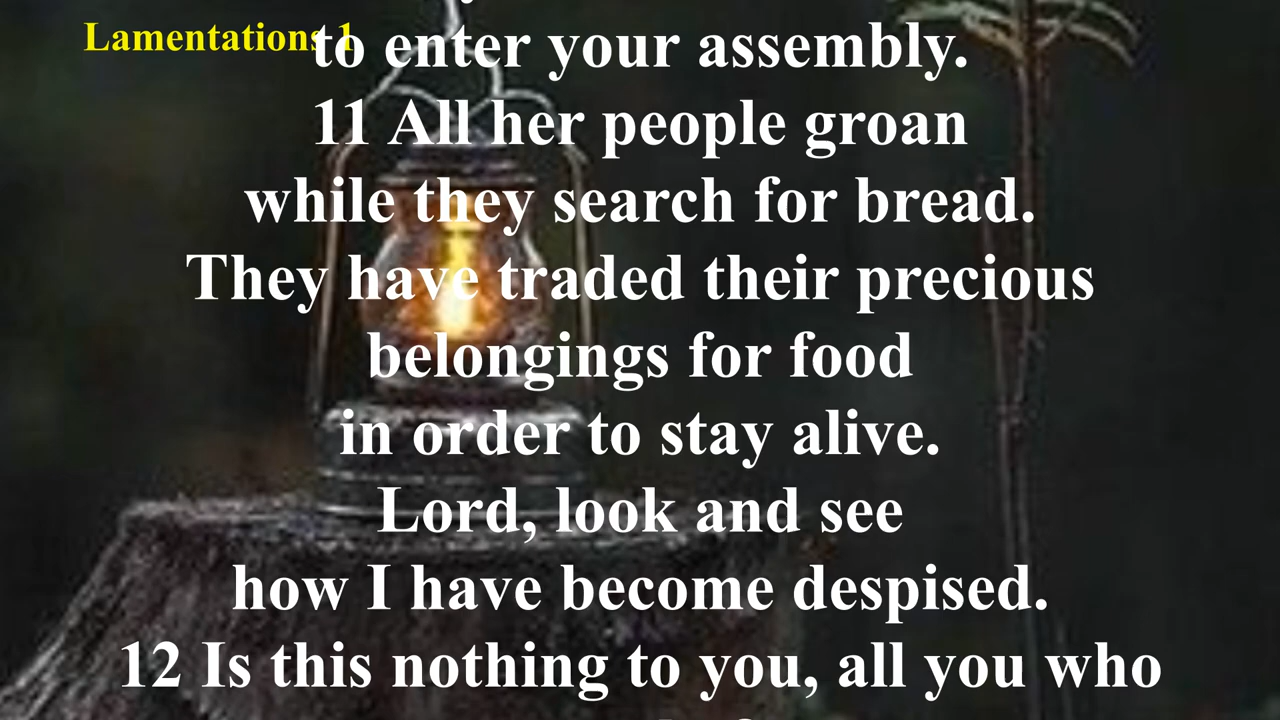 Lamentations 1
to enter your assembly.
11 All her people groan
while they search for bread.
They have traded their precious
belongings for food
in order to stay alive.
Lord, look and see
how I have become despised.
12 Is this nothing to you, all you who